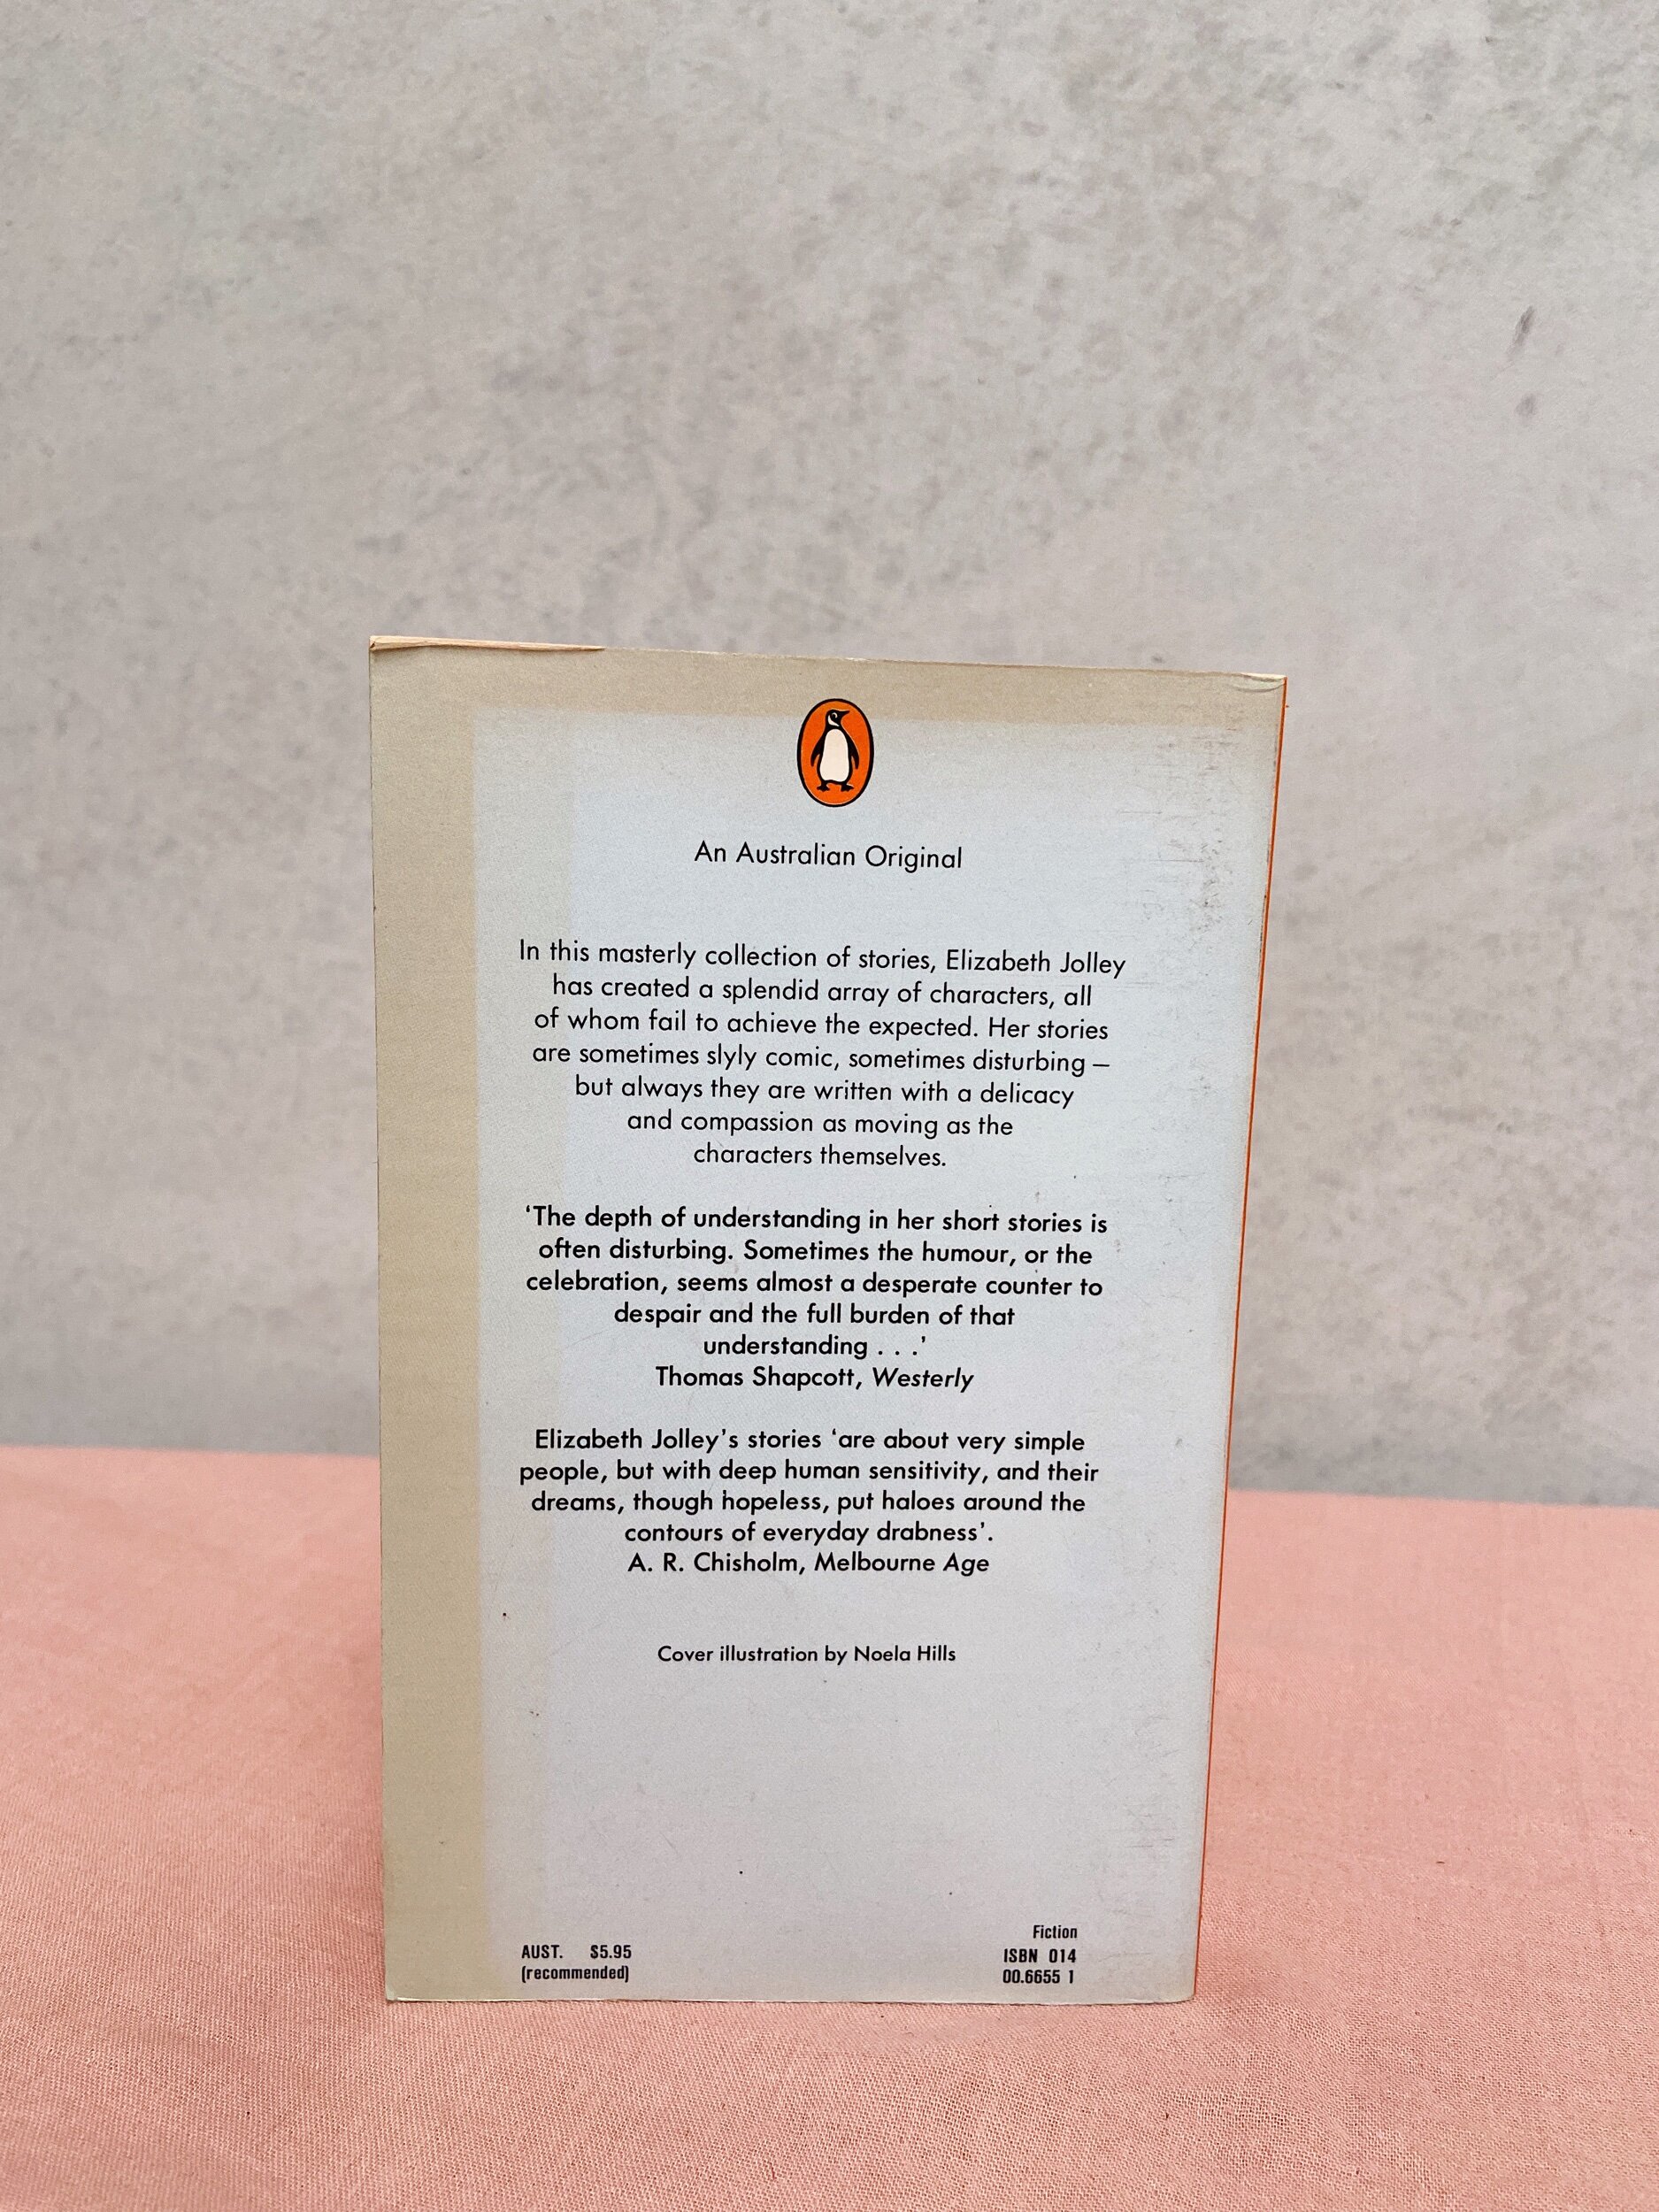 An Australian Original
In this masterly collection of stories, Elizabeth Jolley
has created a splendid array of characters, all
of whom fail to achieve the expected. Her stories
are sometimes slyly comic, sometimes disturbing –
but always they are written with a delicacy
and compassion as moving as the
characters themselves.
‘The depth of understanding in her short stories is
often disturbing. Sometimes the humour, or the
celebration, seems almost a desperate counter to
despair and the full burden of that
understanding . . .’
Thomas Shapcott, Westerly
Elizabeth Jolley’s stories ‘are about very simple
people, but with deep human sensitivity, and their
dreams, though hopeless, put haloes around the
contours of everyday drabness’.
A. R. Chisholm, Melbourne Age
Cover illustration by Noela Hills
AUST. $5.95
(recommended)
Fiction
ISBN 014
00.6655 1